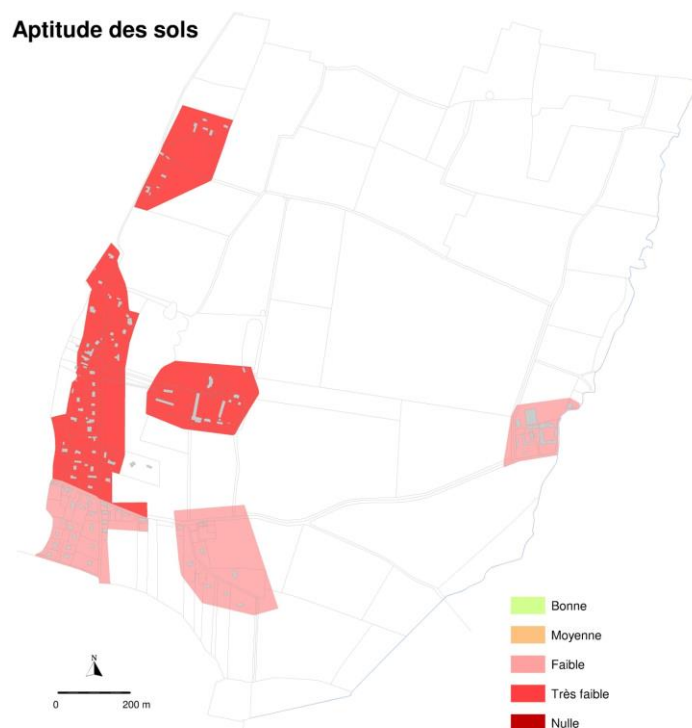 Aptitude des sols
Bonne
Moyenne
Faible
Très faible
Nulle
N
0 200 m